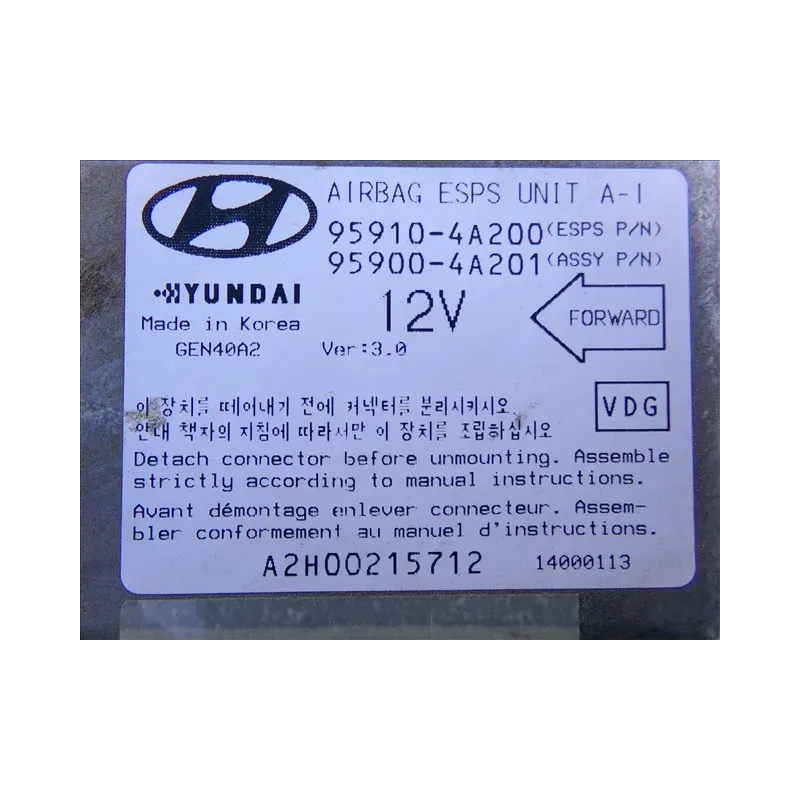 AIRBAG ESPS UNIT A-1
95910-4A200 (ESPS P/N)
95900-4A201 (ASSY P/N)
HYUNDAI
12V
FORWARD
Made in Korea
GEN40A2 Ver:3.0
이 장치를 떼어내기 전에 커넥터를 분리시키시오.
안내 책자의 지침에 따라서만 이 장치를 조립하십시오
VDG
Detach connector before unmounting. Assemble
strictly according to manual instructions.
Avant démontage enlever connecteur. Assem-
bler conformement au manuel d'instructions.
A2H00215712 14000113